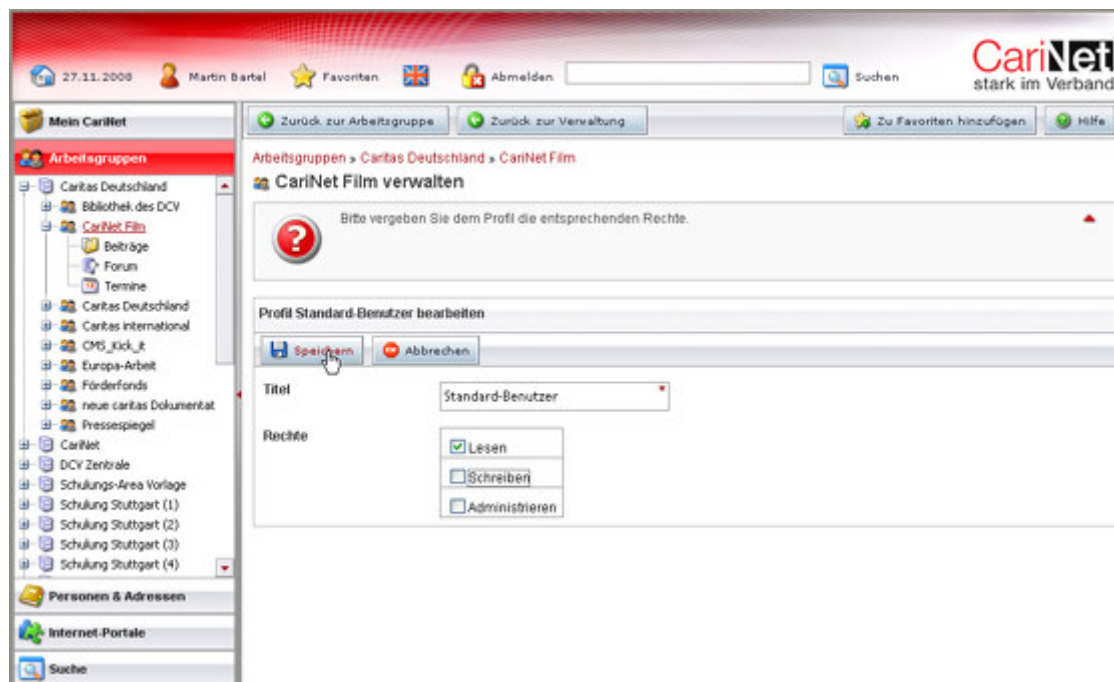 27.11.2008 Martin Bartel Favoriten Abmelden Suchen
CariNet
stark im Verband
Mein CariNet
Zurück zur Arbeitsgruppe Zurück zur Verwaltung Zu Favoriten hinzufügen Hilfe
Arbeitsgruppen
Caritas Deutschland
Bibliothek des DCV
CariNet Film
Beiträge
Forum
Termine
Caritas Deutschland
Caritas international
CMS_Kick_it
Europa-Arbeit
Förderfonds
neue caritas Dokumentat
Pressespiegel
CariNet
DCV Zentrale
Schulungs-Area Vorlage
Schulung Stuttgart (1)
Schulung Stuttgart (2)
Schulung Stuttgart (3)
Schulung Stuttgart (4)
Personen & Adressen
Internet-Portale
Suche
Arbeitsgruppen » Caritas Deutschland » CariNet Film
CariNet Film verwalten
Bitte vergeben Sie dem Profil die entsprechenden Rechte.
Profil Standard-Benutzer bearbeiten
Speichern Abbrechen
Titel Standard-Benutzer *
Rechte
Lesen
Schreiben
Administrieren